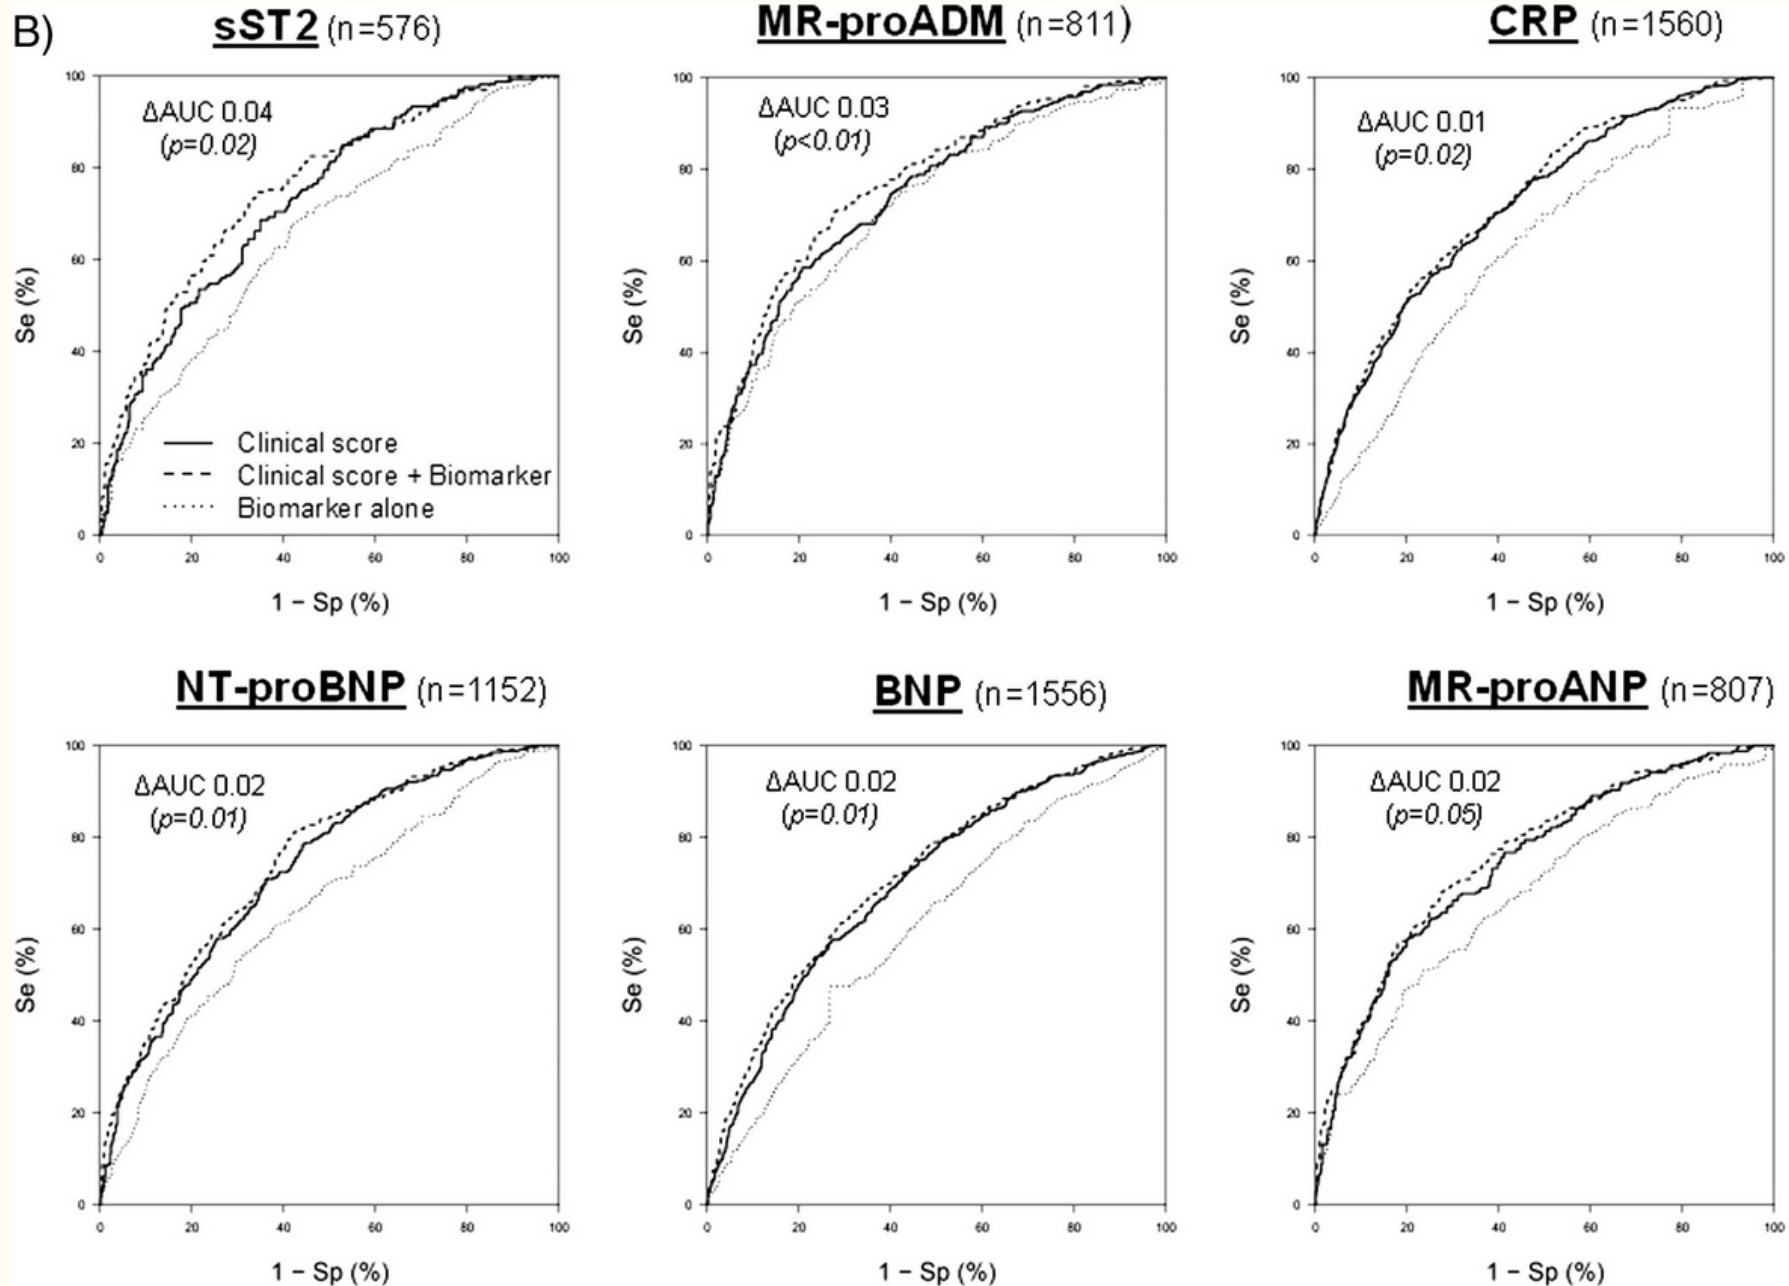 B)
sST2 (n=576)
MR-proADM (n=811)
CRP (n=1560)
100
80
60
40
20
0
Se (%)
ΔAUC 0.04
(p=0.02)
Clinical score
Clinical score + Biomarker
Biomarker alone
0 20 40 60 80 100
1 − Sp (%)
100
80
60
40
20
0
Se (%)
ΔAUC 0.03
(p<0.01)
0 20 40 60 80 100
1 − Sp (%)
100
80
60
40
20
0
Se (%)
ΔAUC 0.01
(p=0.02)
0 20 40 60 80 100
1 − Sp (%)
NT-proBNP (n=1152)
BNP (n=1556)
MR-proANP (n=807)
100
80
60
40
20
0
Se (%)
ΔAUC 0.02
(p=0.01)
0 20 40 60 80 100
1 − Sp (%)
100
80
60
40
20
0
Se (%)
ΔAUC 0.02
(p=0.01)
0 20 40 60 80 100
1 − Sp (%)
100
80
60
40
20
0
Se (%)
ΔAUC 0.02
(p=0.05)
0 20 40 60 80 100
1 − Sp (%)